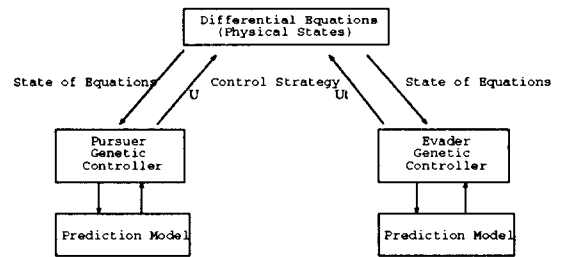 Differential Equations
(Physical States)
State of Equations
Control Strategy
State of Equations
U
Ut
Pursuer
Genetic
Controller
Evader
Genetic
Controller
Prediction Model
Prediction Model